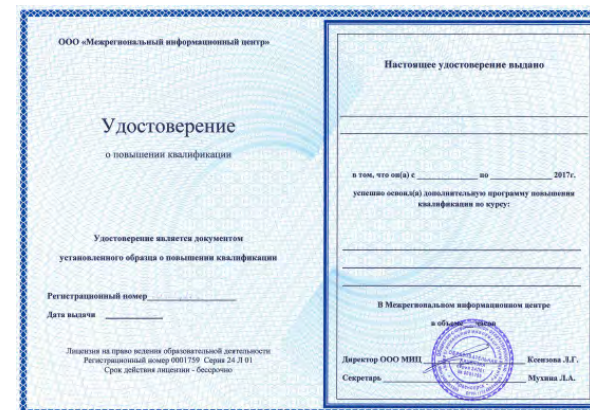 ООО «Межрегиональный информационный центр»
Удостоверение
о повышении квалификации
Удостоверение является документом
установленного образца о повышении квалификации
Регистрационный номер
Дата выдачи
Лицензия на право ведения образовательной деятельности
Регистрационный номер 0001759 Серия 24 Л 01
Срок действия лицензии - бессрочно
Настоящее удостоверение выдано
в том, что он(а) с по 2017г.
успешно освоил(а) дополнительную программу повышения
квалификации по курсу:
В Межрегиональном информационном центре
в объеме часов
Директор ООО МИЦ Ксензова Л.Г.
Секретарь Мухина Л.А.